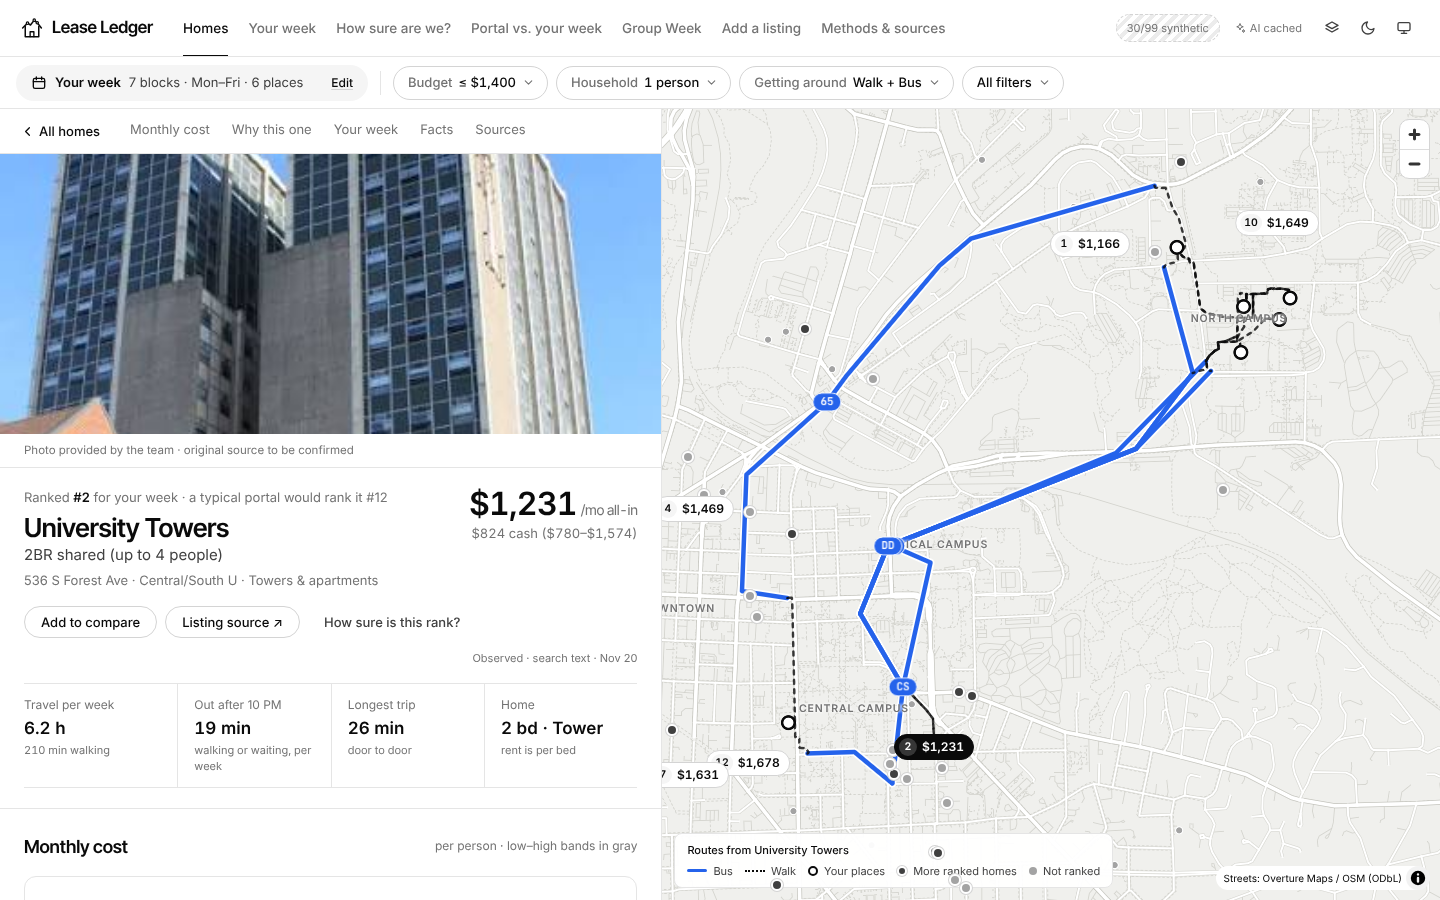 Lease Ledger
Homes
Your week
How sure are we?
Portal vs. your week
Group Week
Add a listing
Methods & sources
30/99 synthetic
AI cached
Your week 7 blocks · Mon–Fri · 6 places Edit
Budget ≤ $1,400
Household 1 person
Getting around Walk + Bus
All filters
All homes
Monthly cost
Why this one
Your week
Facts
Sources
Photo provided by the team · original source to be confirmed
Ranked #2 for your week · a typical portal would rank it #12
University Towers
2BR shared (up to 4 people)
536 S Forest Ave · Central/South U · Towers & apartments
$1,231 /mo all-in
$824 cash ($780–$1,574)
Add to compare
Listing source ↗
How sure is this rank?
Observed · search text · Nov 20
Travel per week
6.2 h
210 min walking
Out after 10 PM
19 min
walking or waiting, per
week
Longest trip
26 min
door to door
Home
2 bd · Tower
rent is per bed
Monthly cost
per person · low–high bands in gray
10 $1,649
1 $1,166
NORTH CAMPUS
65
4 $1,469
DD
ICAL CAMPUS
WNTOWN
CS
CENTRAL CAMPUS
2 $1,231
12 $1,678
7 $1,631
Routes from University Towers
Bus
Walk
Your places
More ranked homes
Not ranked
Streets: Overture Maps / OSM (ODbL)
+
−